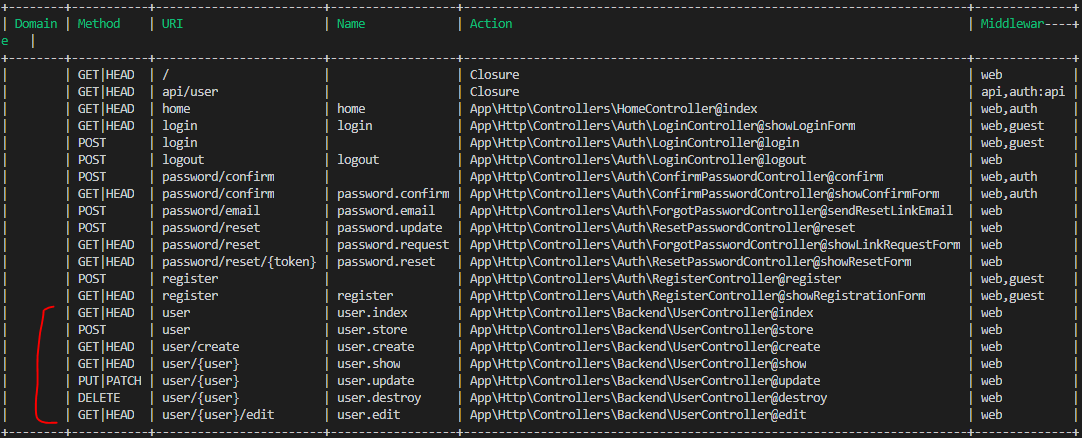 +--------+-----------+------------------------+------------------+------------------------------------------------------------------------+-------------+
| Domain | Method    | URI                    | Name             | Action                                                                 | Middlewar----+
e   |
+--------+-----------+------------------------+------------------+------------------------------------------------------------------------+-------------+
|        | GET|HEAD  | /                      |                  | Closure                                                                | web          |
|        | GET|HEAD  | api/user               |                  | Closure                                                                | api,auth:api |
|        | GET|HEAD  | home                   | home             | App\Http\Controllers\HomeController@index                              | web,auth     |
|        | GET|HEAD  | login                  | login            | App\Http\Controllers\Auth\LoginController@showLoginForm                | web,guest    |
|        | POST      | login                  |                  | App\Http\Controllers\Auth\LoginController@login                        | web,guest    |
|        | POST      | logout                 | logout           | App\Http\Controllers\Auth\LoginController@logout                       | web          |
|        | POST      | password/confirm       |                  | App\Http\Controllers\Auth\ConfirmPasswordController@confirm            | web,auth     |
|        | GET|HEAD  | password/confirm       | password.confirm | App\Http\Controllers\Auth\ConfirmPasswordController@showConfirmForm    | web,auth     |
|        | POST      | password/email         | password.email   | App\Http\Controllers\Auth\ForgotPasswordController@sendResetLinkEmail  | web          |
|        | POST      | password/reset         | password.update  | App\Http\Controllers\Auth\ResetPasswordController@reset                | web          |
|        | GET|HEAD  | password/reset         | password.request | App\Http\Controllers\Auth\ForgotPasswordController@showLinkRequestForm | web          |
|        | GET|HEAD  | password/reset/{token} | password.reset   | App\Http\Controllers\Auth\ResetPasswordController@showResetForm        | web          |
|        | POST      | register               |                  | App\Http\Controllers\Auth\RegisterController@register                  | web,guest    |
|        | GET|HEAD  | register               | register         | App\Http\Controllers\Auth\RegisterController@showRegistrationForm      | web,guest    |
|        | GET|HEAD  | user                   | user.index       | App\Http\Controllers\Backend\UserController@index                      | web          |
|        | POST      | user                   | user.store       | App\Http\Controllers\Backend\UserController@store                      | web          |
|        | GET|HEAD  | user/create            | user.create      | App\Http\Controllers\Backend\UserController@create                     | web          |
|        | GET|HEAD  | user/{user}            | user.show        | App\Http\Controllers\Backend\UserController@show                       | web          |
|        | PUT|PATCH | user/{user}            | user.update      | App\Http\Controllers\Backend\UserController@update                     | web          |
|        | DELETE    | user/{user}            | user.destroy     | App\Http\Controllers\Backend\UserController@destroy                    | web          |
|        | GET|HEAD  | user/{user}/edit       | user.edit        | App\Http\Controllers\Backend\UserController@edit                       | web          |
+--------+-----------+------------------------+------------------+------------------------------------------------------------------------+-------------+